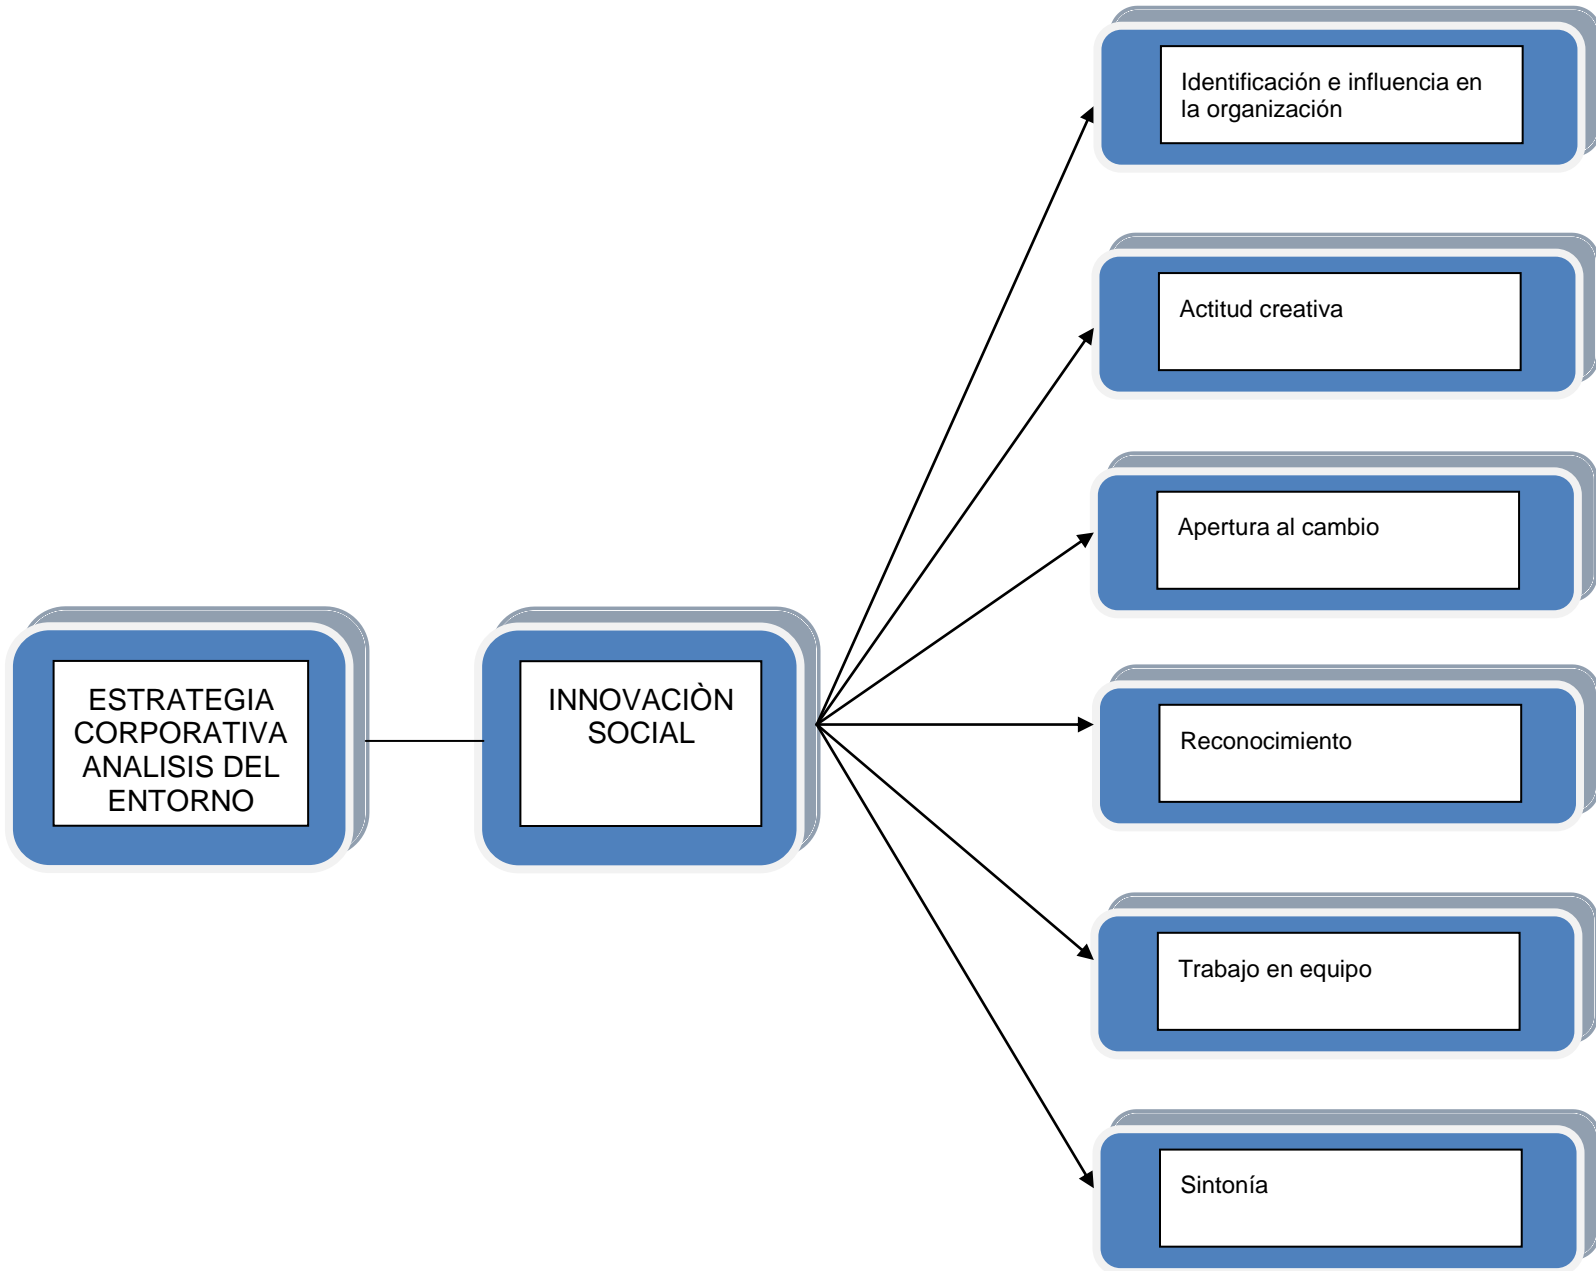 Identificación e influencia en
la organización
Actitud creativa
Apertura al cambio
ESTRATEGIA
CORPORATIVA
ANALISIS DEL
ENTORNO
INNOVACIÒN
SOCIAL
Reconocimiento
Trabajo en equipo
Sintonía